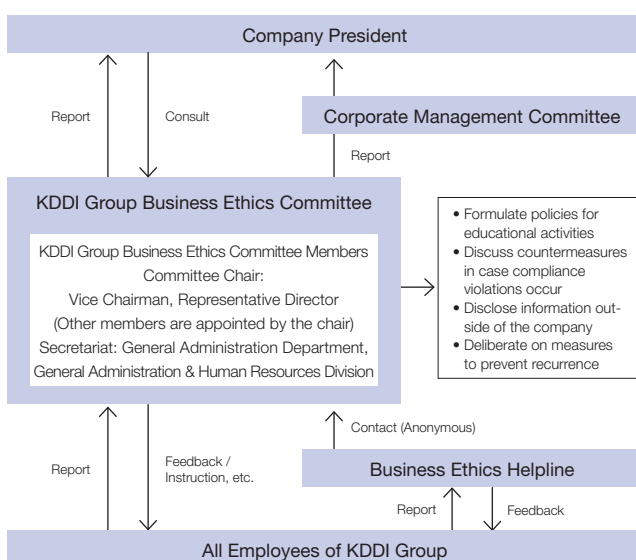 Company President
Report
Consult
Corporate Management Committee
Report
KDDI Group Business Ethics Committee
KDDI Group Business Ethics Committee Members
Committee Chair:
Vice Chairman, Representative Director
(Other members are appointed by the chair)
Secretariat: General Administration Department,
General Administration & Human Resources Division
• Formulate policies for
educational activities
• Discuss countermeasures
in case compliance
violations occur
• Disclose information out-
side of the company
• Deliberate on measures
to prevent recurrence
Report
Feedback /
Instruction, etc.
Contact (Anonymous)
Business Ethics Helpline
Report
Feedback
All Employees of KDDI Group